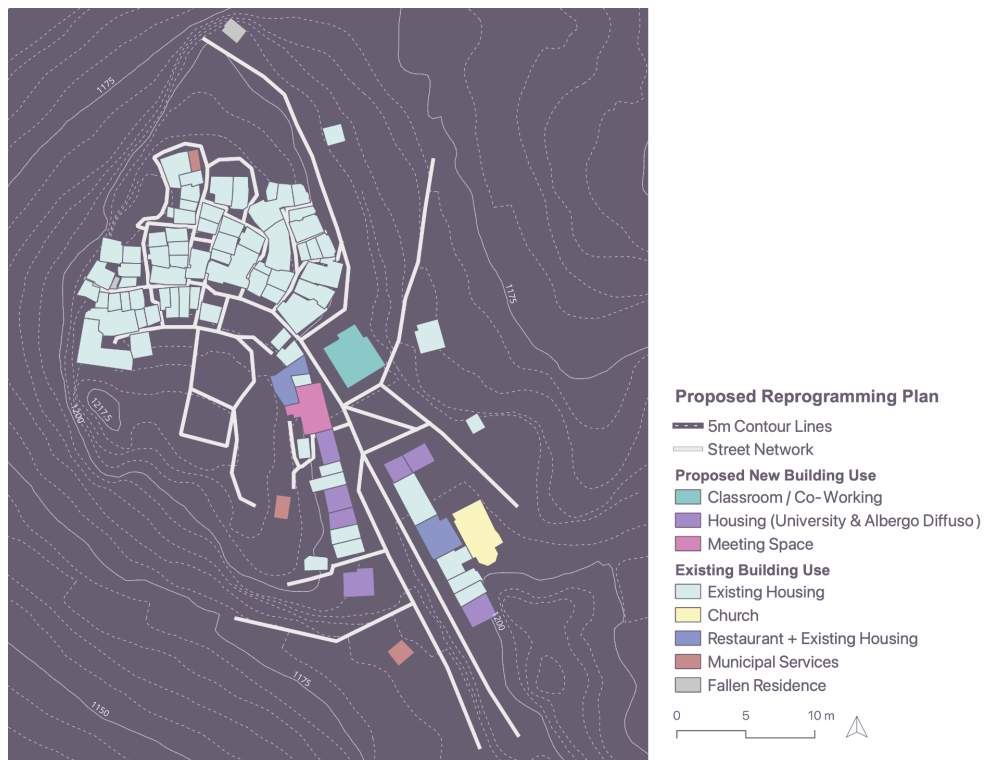 1175
1175
1200
1217.5
1200
1175
1150
Proposed Reprogramming Plan
5m Contour Lines
Street Network
Proposed New Building Use
Classroom / Co-Working
Housing (University & Albergo Diffuso)
Meeting Space
Existing Building Use
Existing Housing
Church
Restaurant + Existing Housing
Municipal Services
Fallen Residence
0 5 10 m